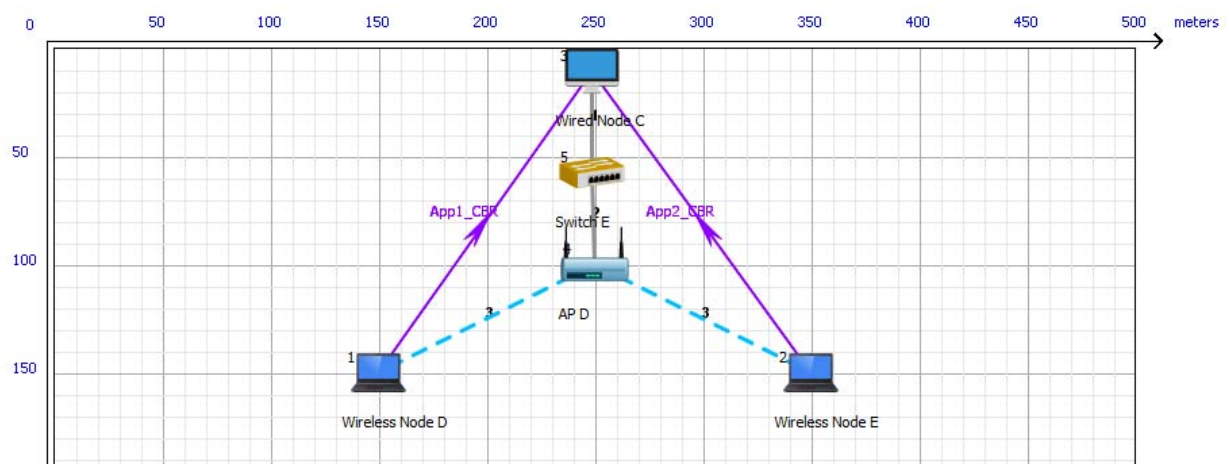 0 50 100 150 200 250 300 350 400 450 500 meters
3
Wired Node C
1
50
5
App1_CBR
App2_CBR
2
Switch E
4
100
3
3
AP D
150
1
2
Wireless Node D
Wireless Node E